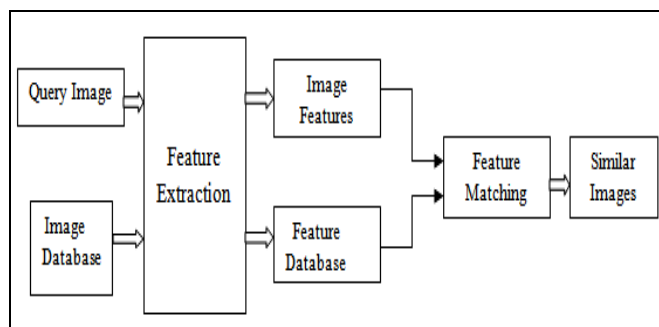 Query Image
Image
Database
Feature
Extraction
Image
Features
Feature
Database
Feature
Matching
Similar
Images